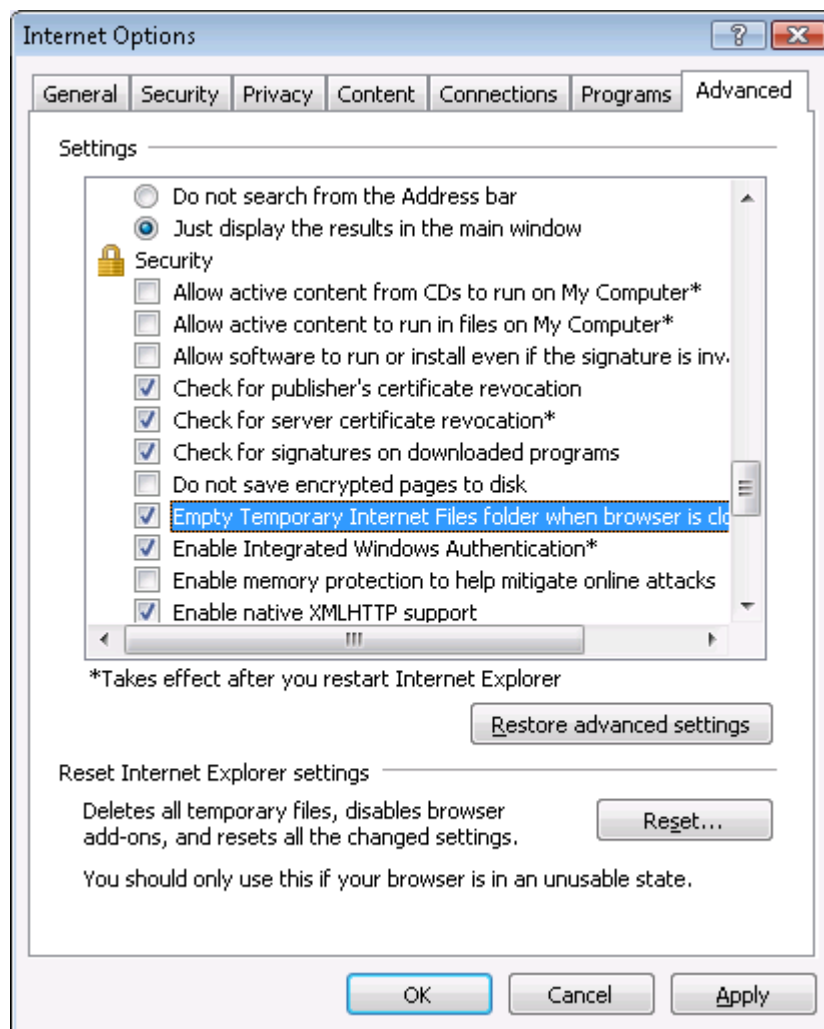 Internet Options
General Security Privacy Content Connections Programs Advanced
Settings
Do not search from the Address bar
Just display the results in the main window
Security
Allow active content from CDs to run on My Computer*
Allow active content to run in files on My Computer*
Allow software to run or install even if the signature is inv
Check for publisher's certificate revocation
Check for server certificate revocation*
Check for signatures on downloaded programs
Do not save encrypted pages to disk
Empty Temporary Internet Files folder when browser is clo
Enable Integrated Windows Authentication*
Enable memory protection to help mitigate online attacks
Enable native XMLHTTP support
*Takes effect after you restart Internet Explorer
Restore advanced settings
Reset Internet Explorer settings
Deletes all temporary files, disables browser
add-ons, and resets all the changed settings.
Reset...
You should only use this if your browser is in an unusable state.
OK Cancel Apply